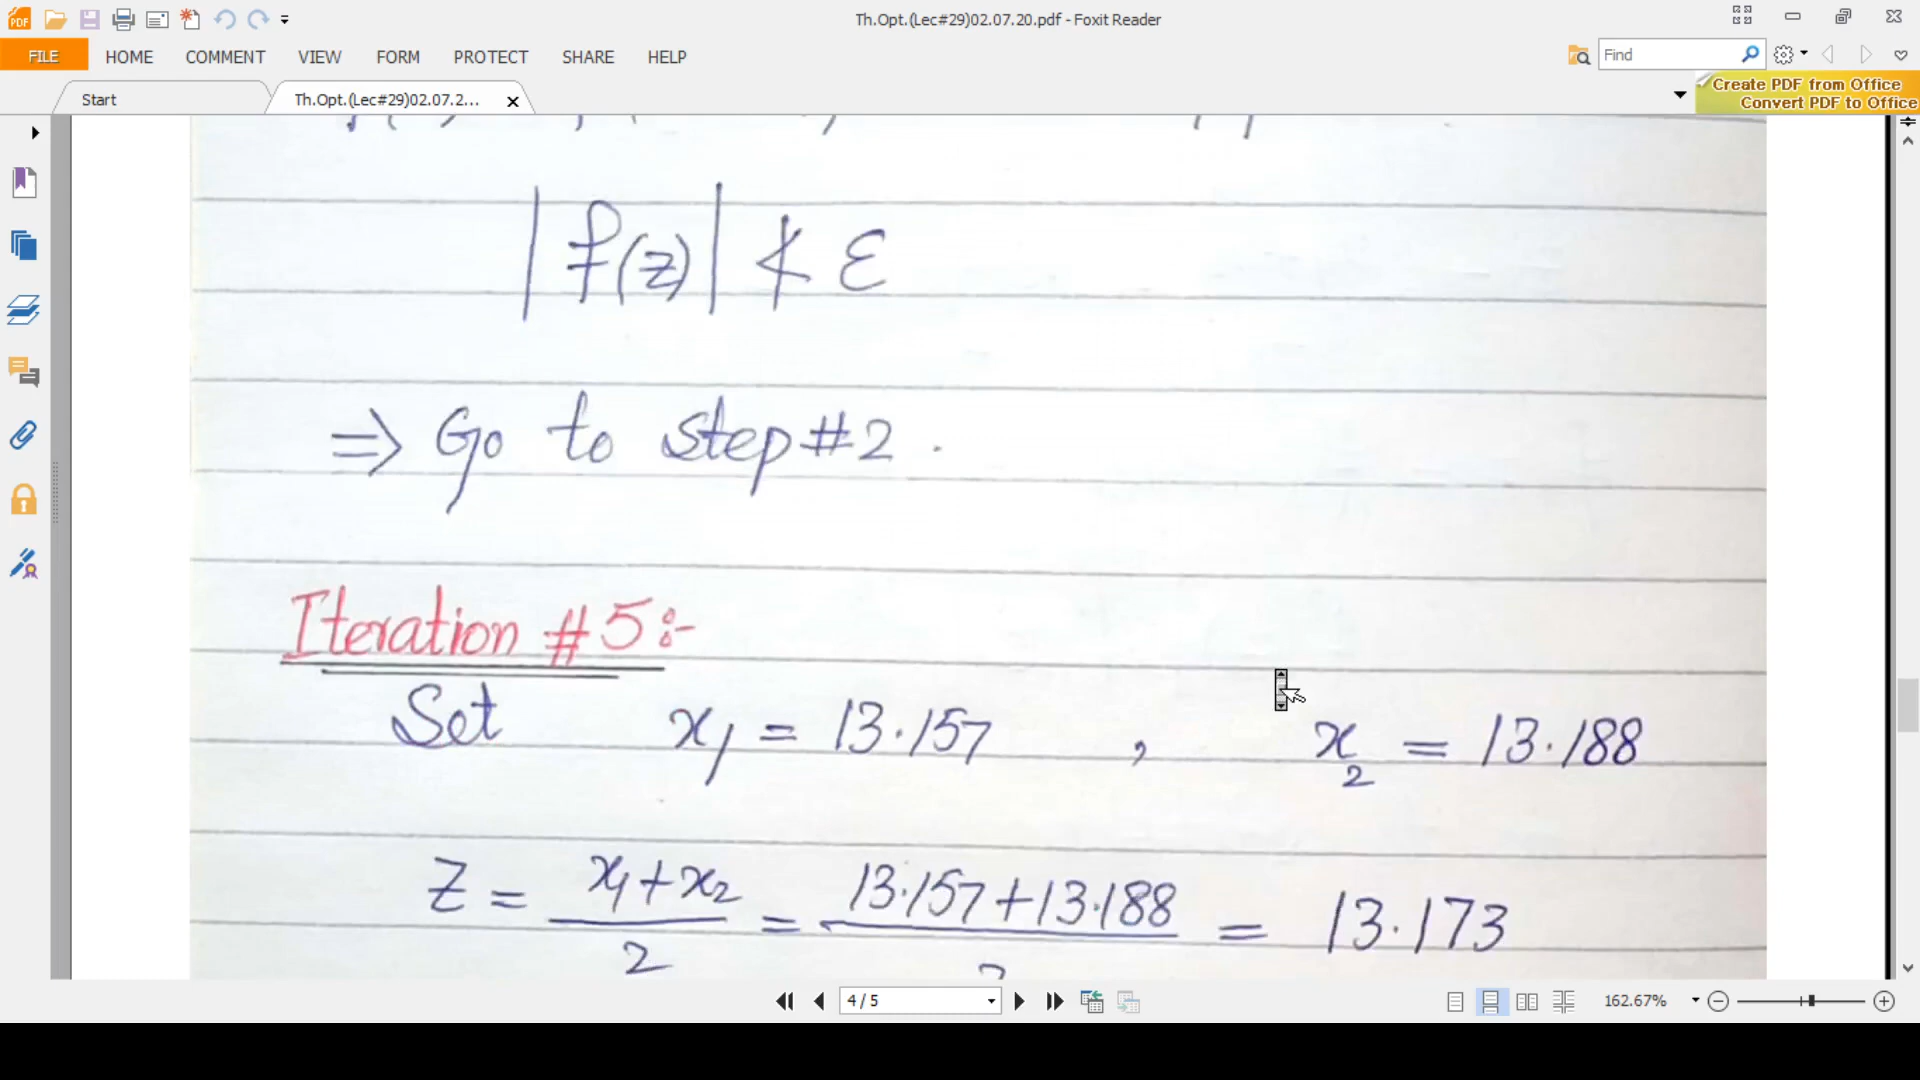 Th.Opt.(Lec#29)02.07.20.pdf - Foxit Reader
FILE HOME COMMENT VIEW FORM PROTECT SHARE HELP
Find
Start Th.Opt.(Lec#29)02.07.2...
Create PDF from Office
Convert PDF to Office
|f(z)| ≮ ε
⇒ Go to step #2 .
Iteration #5:-
Set x₁ = 13.157 , x₂ = 13.188
z = (x₁+x₂)/2 = (13.157+13.188)/2 = 13.173
4 / 5
162.67%